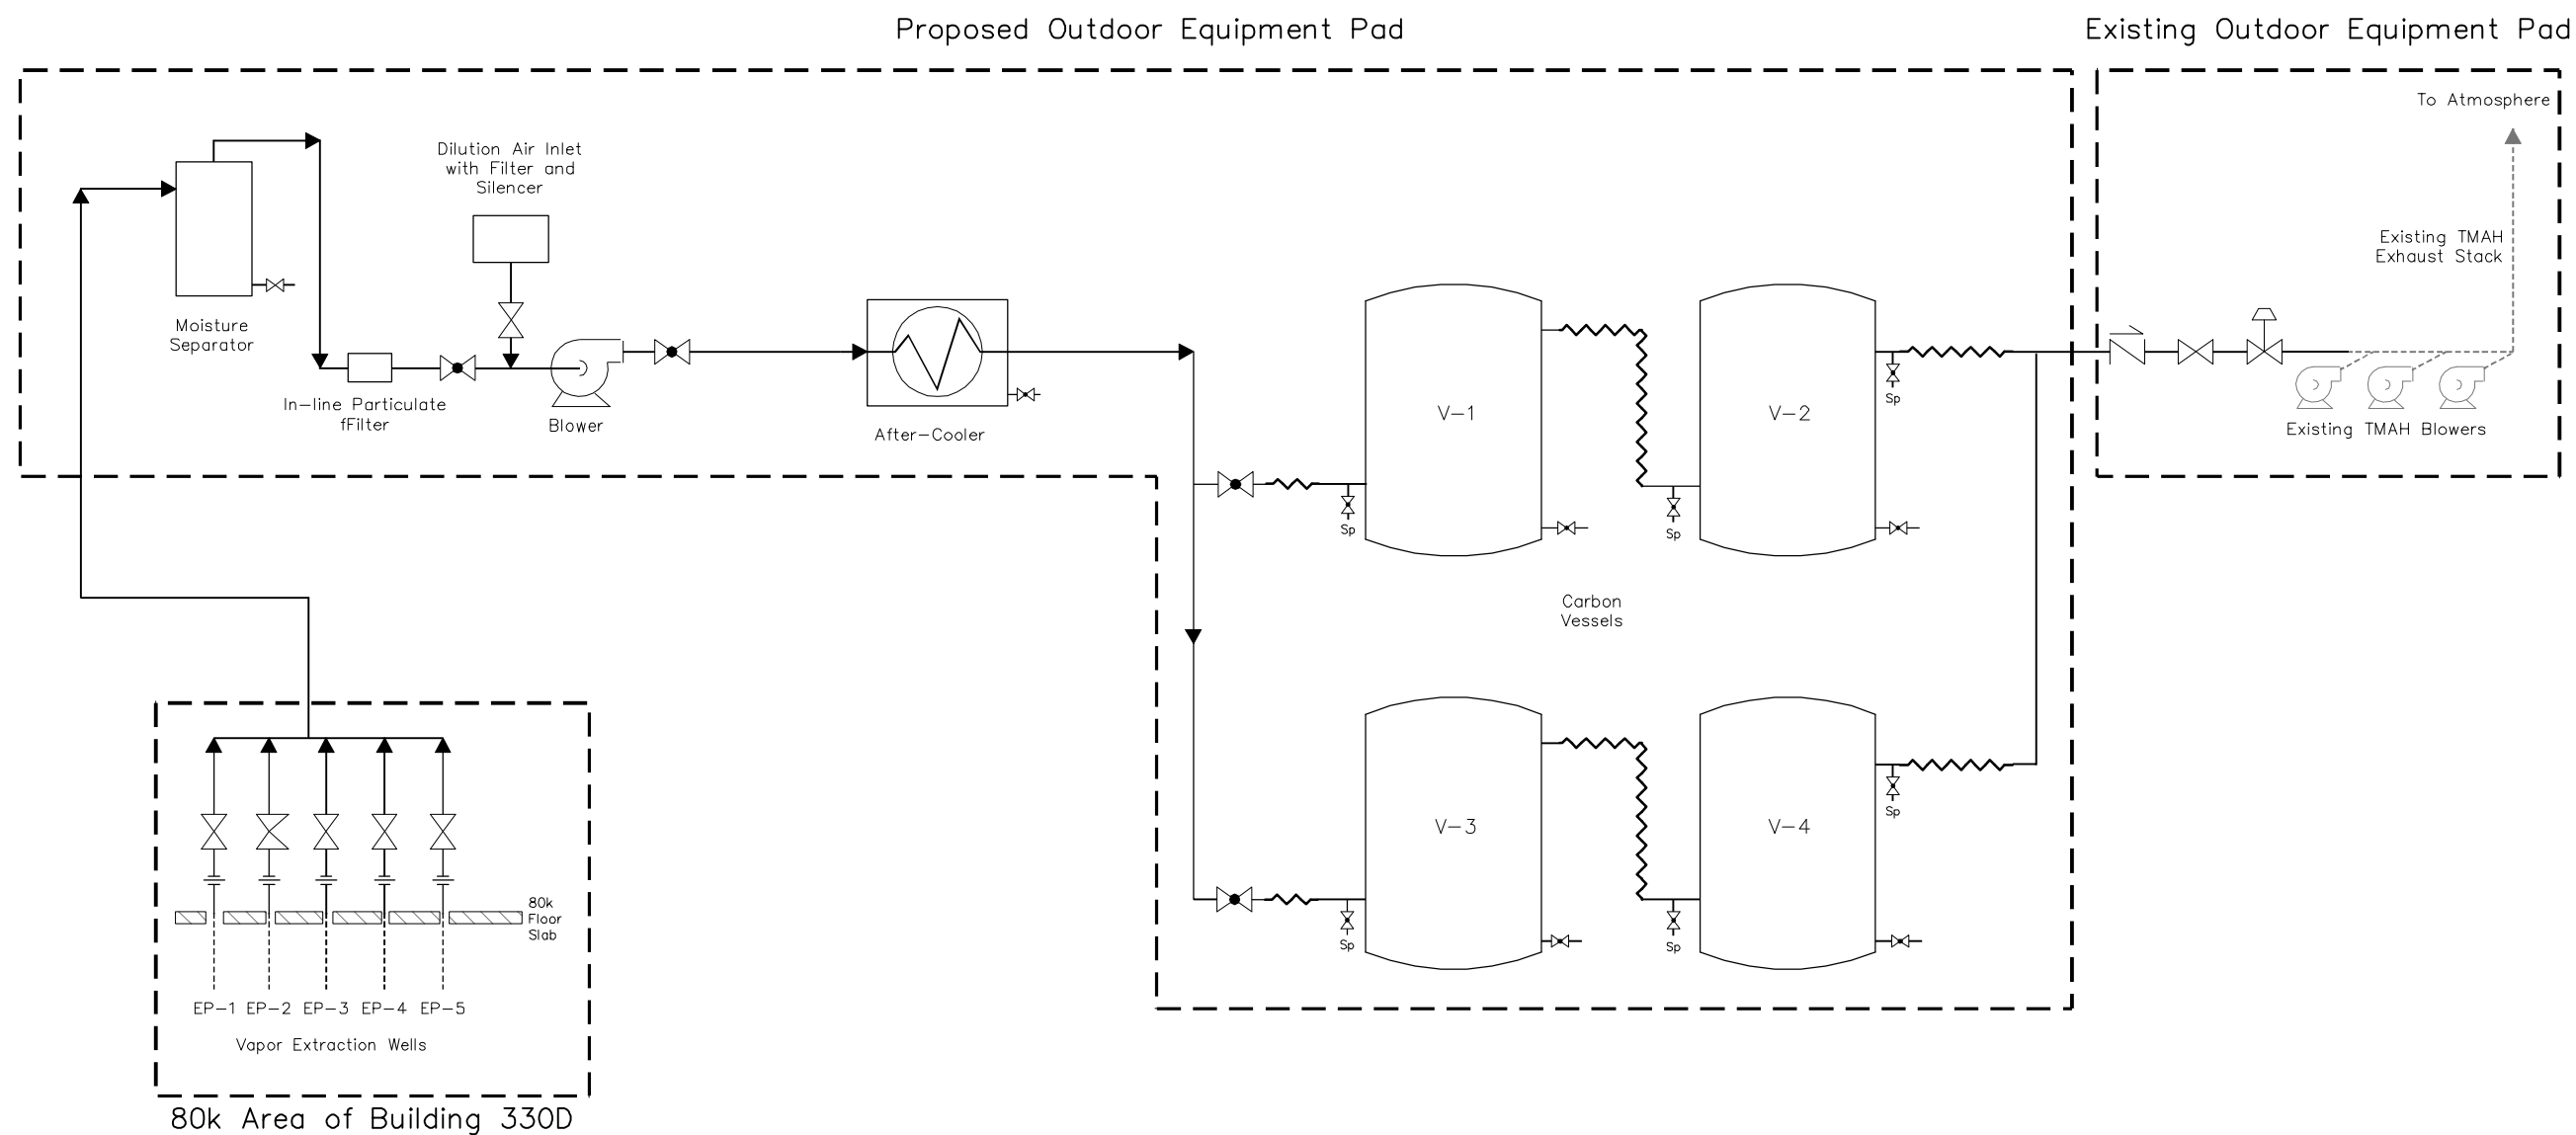 Proposed Outdoor Equipment Pad
Existing Outdoor Equipment Pad
To Atmosphere
Dilution Air Inlet
with Filter and
Silencer
Moisture
Separator
In-line Particulate
fFilter
Blower
After-Cooler
V-1
V-2
Sp
Sp
Sp
Existing TMAH
Exhaust Stack
Existing TMAH Blowers
Carbon
Vessels
V-3
V-4
Sp
Sp
Sp
80k
Floor
Slab
EP-1 EP-2 EP-3 EP-4 EP-5
Vapor Extraction Wells
80k Area of Building 330D